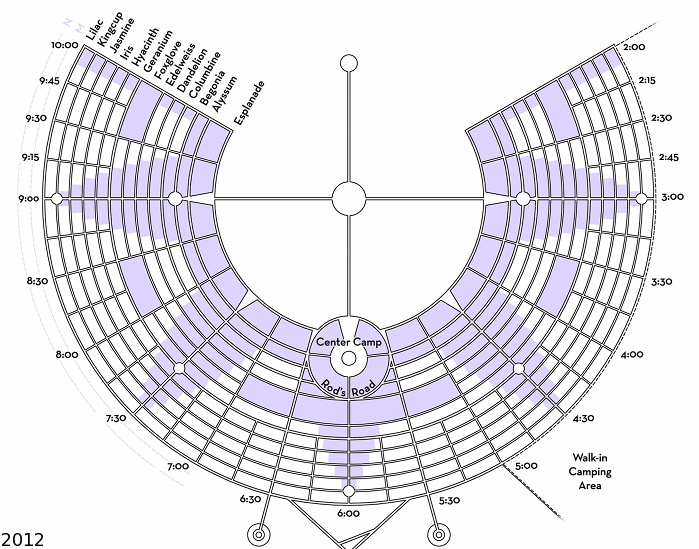 N
M
Lilac
Kingcup
Jasmine
Iris
Hyacinth
Geranium
Foxglove
Edelweiss
Dandelion
Columbine
Begonia
Alyssum
Esplanade
10:00
9:45
9:30
9:15
9:00
8:30
8:00
7:30
7:00
6:30
6:00
5:30
5:00
4:30
4:00
3:30
3:00
2:45
2:30
2:15
2:00
Center Camp
Rod's Road
Walk-in
Camping
Area
2012